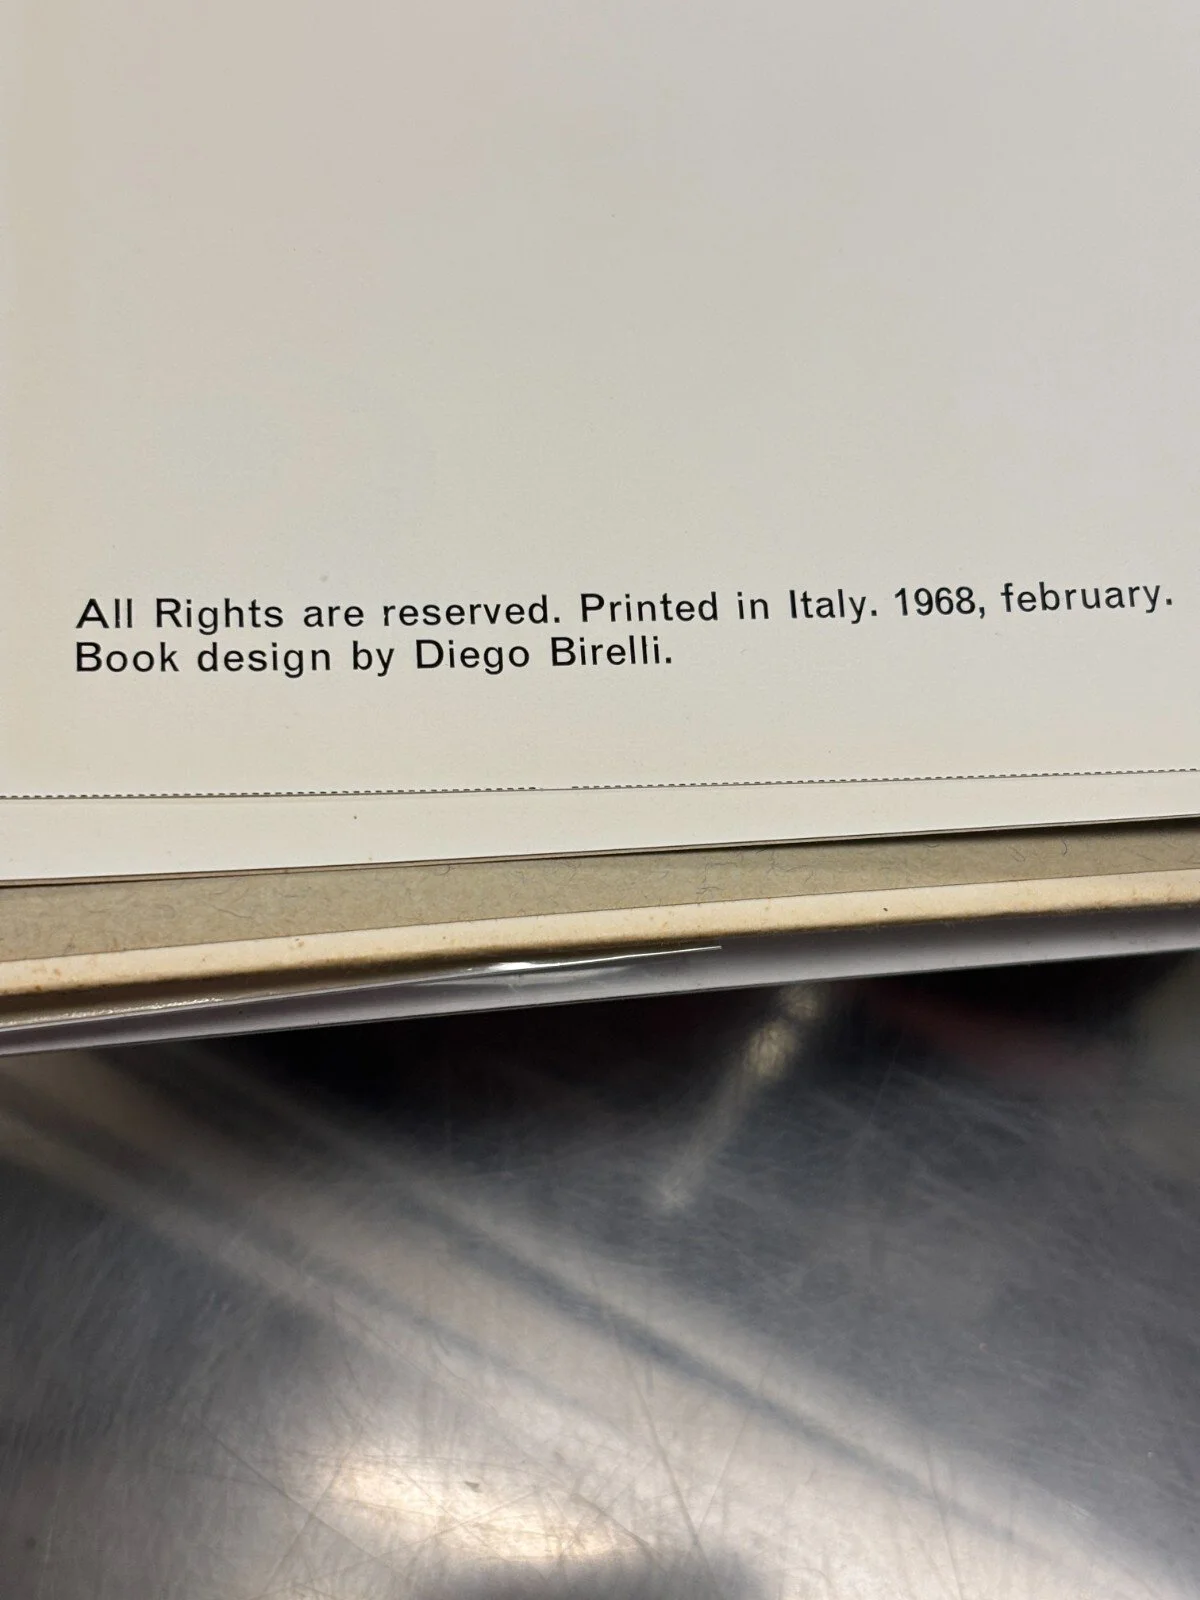 All Rights are reserved. Printed in Italy. 1968, february.
Book design by Diego Birelli.